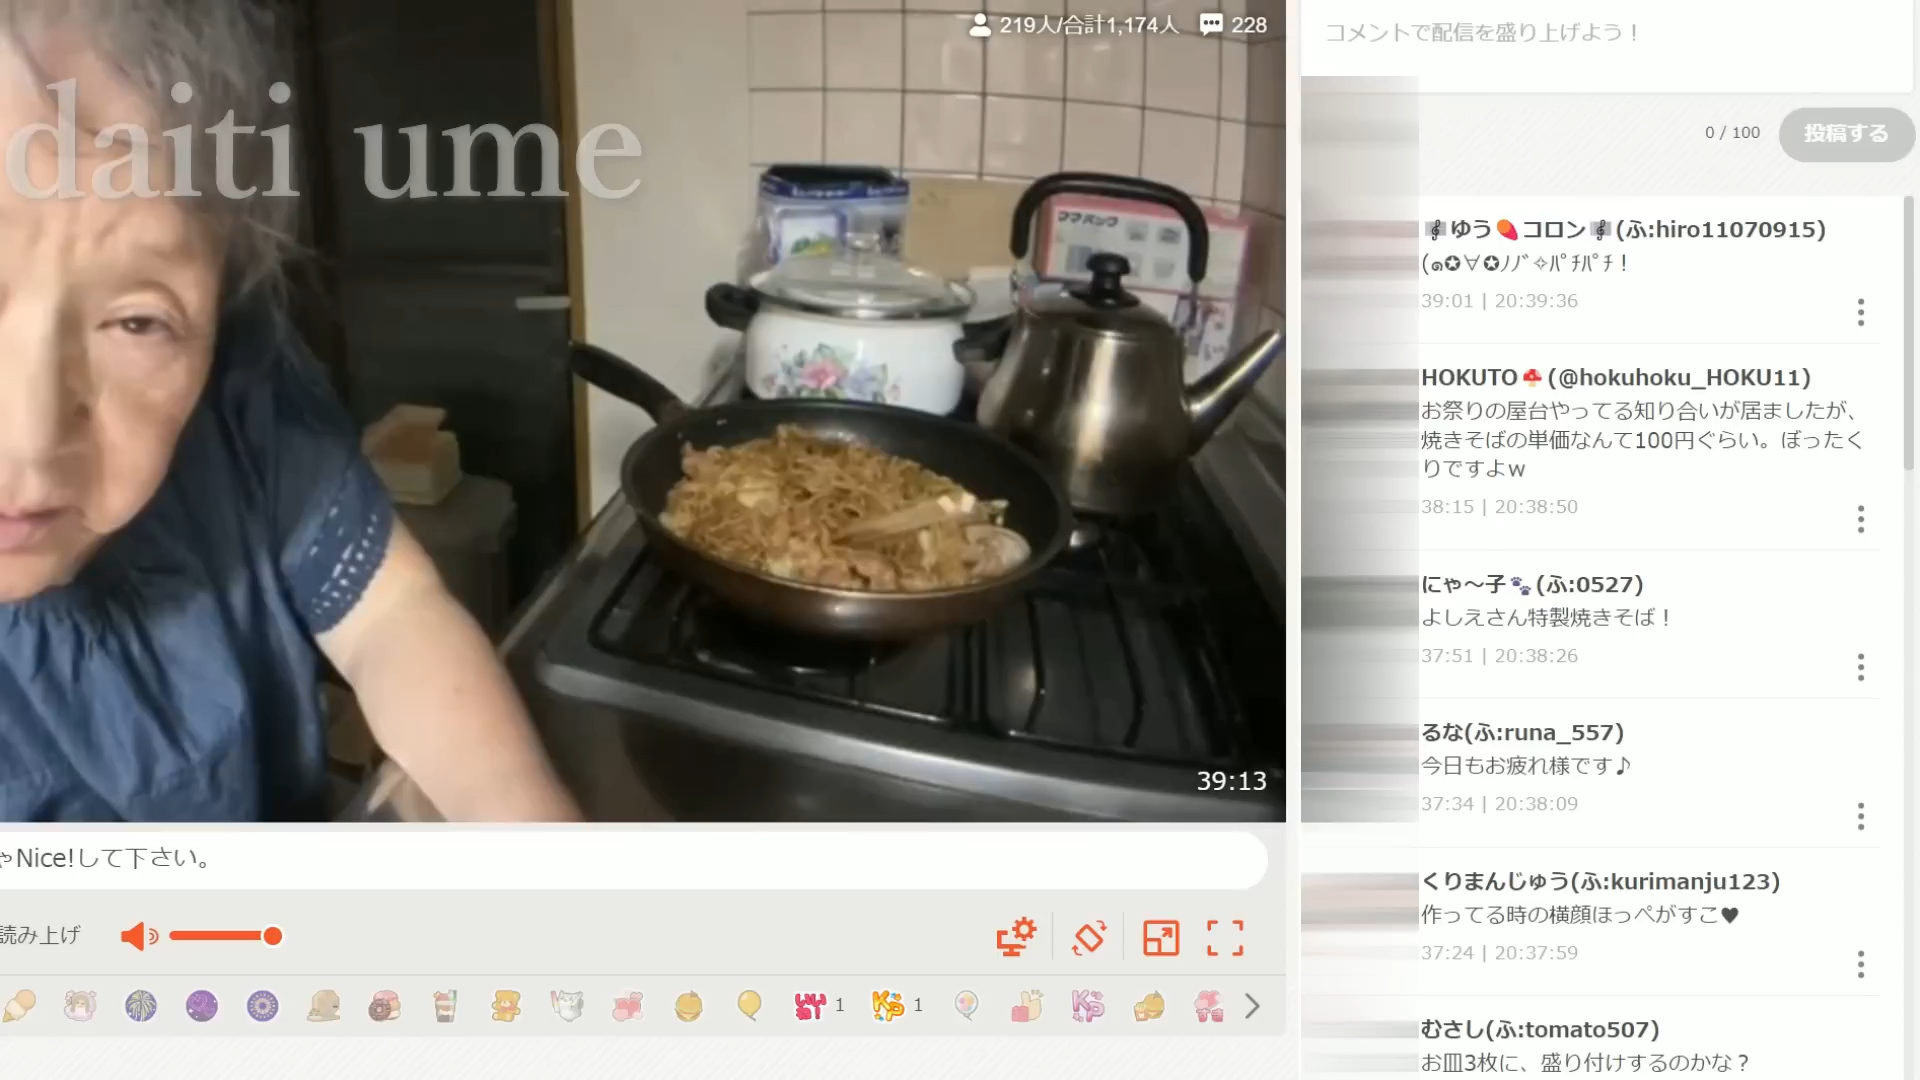 219人/合計1,174人 228
daiti ume
ママパック
39:13
ゃNice!して下さい。
読み上げ
1
1
コメントで配信を盛り上げよう！
0 / 100 投稿する
🎼ゆう💊コロン🎼(ふ:hiro11070915)
(๑✪∀✪ﾉﾉﾞ✧ﾊﾟﾁﾊﾟﾁ！
39:01 | 20:39:36
HOKUTO🍄(@hokuhoku_HOKU11)
お祭りの屋台やってる知り合いが居ましたが、
焼きそばの単価なんて100円ぐらい。ぼったく
りですよw
38:15 | 20:38:50
にゃ～子🐾(ふ:0527)
よしえさん特製焼きそば！
37:51 | 20:38:26
るな(ふ:runa_557)
今日もお疲れ様です♪
37:34 | 20:38:09
くりまんじゅう(ふ:kurimanju123)
作ってる時の横顔ほっぺがすこ♥
37:24 | 20:37:59
むさし(ふ:tomato507)
お皿3枚に、盛り付けするのかな？